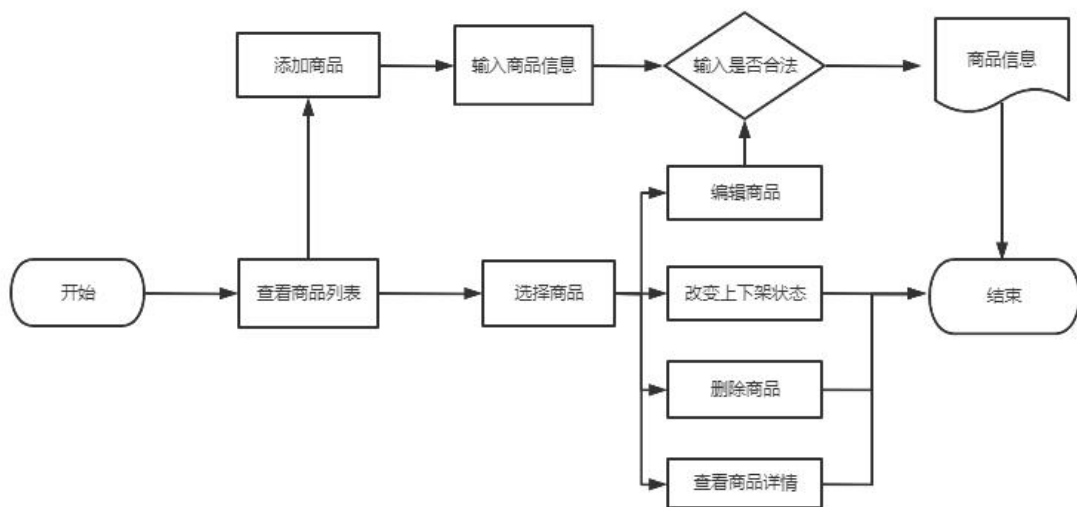 添加商品
输入商品信息
输入是否合法
商品信息
编辑商品
开始
查看商品列表
选择商品
改变上下架状态
结束
删除商品
查看商品详情